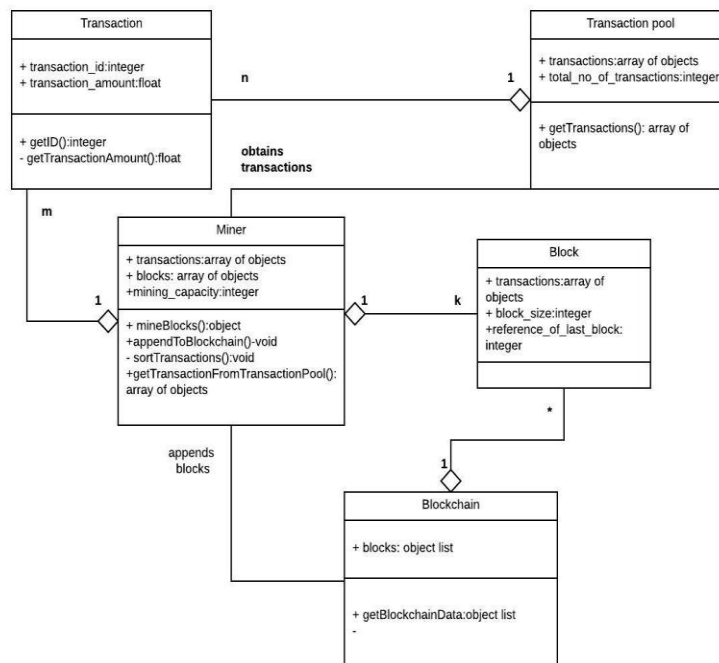 Transaction
+ transaction_id:integer
+ transaction_amount:float
+ getID():integer
- getTransactionAmount():float
Transaction pool
+ transactions:array of objects
+ total_no_of_transactions:integer
+ getTransactions(): array of
objects
n
1
obtains
transactions
m
1
Miner
+ transactions:array of objects
+ blocks: array of objects
+mining_capacity:integer
+ mineBlocks():object
+appendToBlockchain()-void
- sortTransactions():void
+getTransactionFromTransactionPool():
array of objects
1
k
Block
+ transactions:array of
objects
+ block_size:integer
+reference_of_last_block:
integer
*
1
appends
blocks
Blockchain
+ blocks: object list
+ getBlockchainData:object list
-